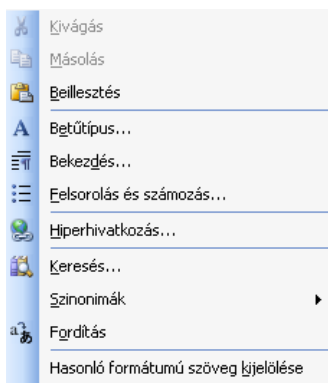 Kivágás
Másolás
Beillesztés
Betűtípus...
Bekezdés...
Felsorolás és számozás...
Hiperhivatkozás...
Keresés...
Szinonimák
Fordítás
Hasonló formátumú szöveg kijelölése